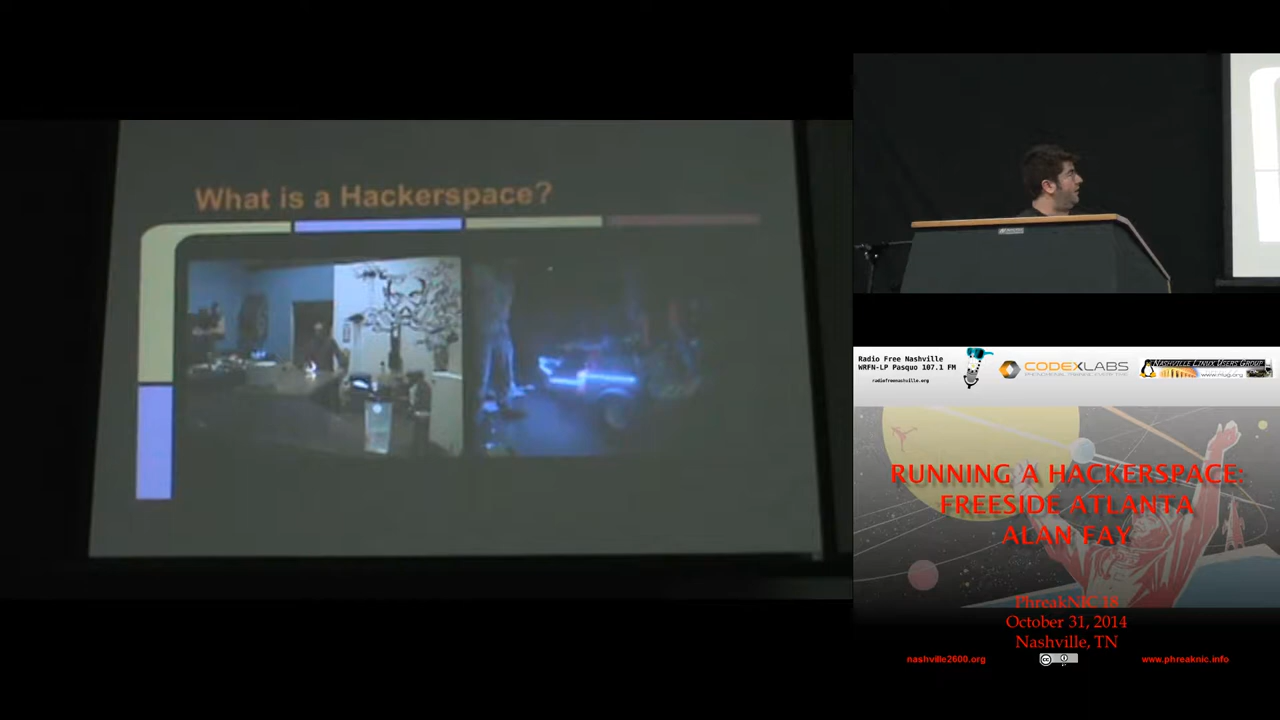 What is a Hackerspace?
Radio Free Nashville
WRFN-LP Pasquo 107.1 FM
radiofreenashville.org
CODEXLABS
NASHVILLE LINUX USERS GROUP
www.nlug.org
RUNNING A HACKERSPACE:
FREESIDE ATLANTA
ALAN FAY
PhreakNIC 18
October 31, 2014
Nashville, TN
nashville2600.org
cc
www.phreaknic.info